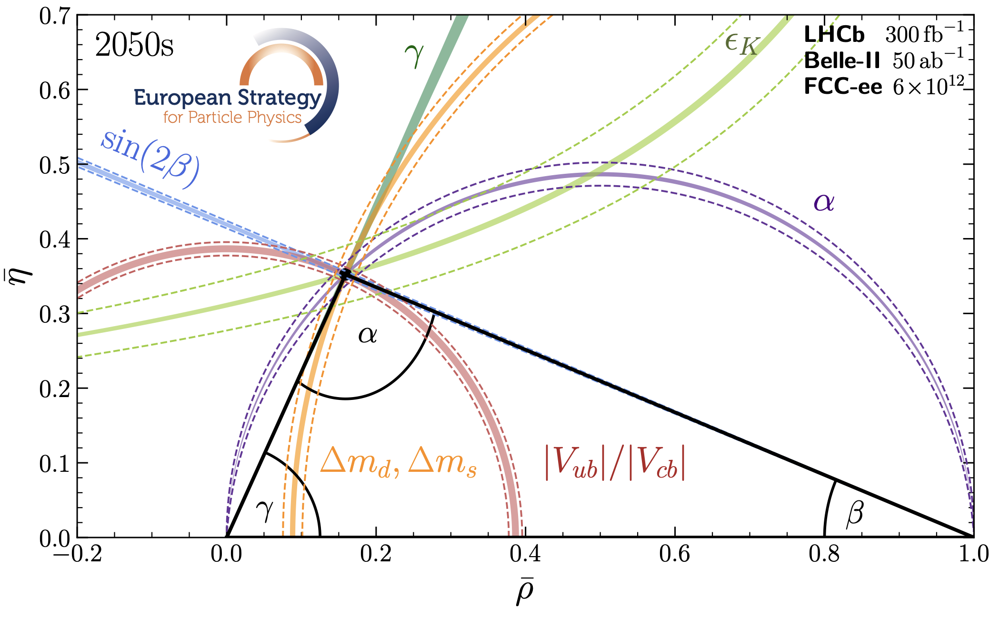 2050s
European Strategy
for Particle Physics
LHCb 300 fb⁻¹
Belle-II 50 ab⁻¹
FCC-ee 6×10¹²
γ
ϵ_K
sin(2β)
α
α
Δm_d, Δm_s
|V_ub|/|V_cb|
γ
β
η̄
0.7
0.6
0.5
0.4
0.3
0.2
0.1
0.0
−0.2 0.0 0.2 0.4 0.6 0.8 1.0
ρ̄